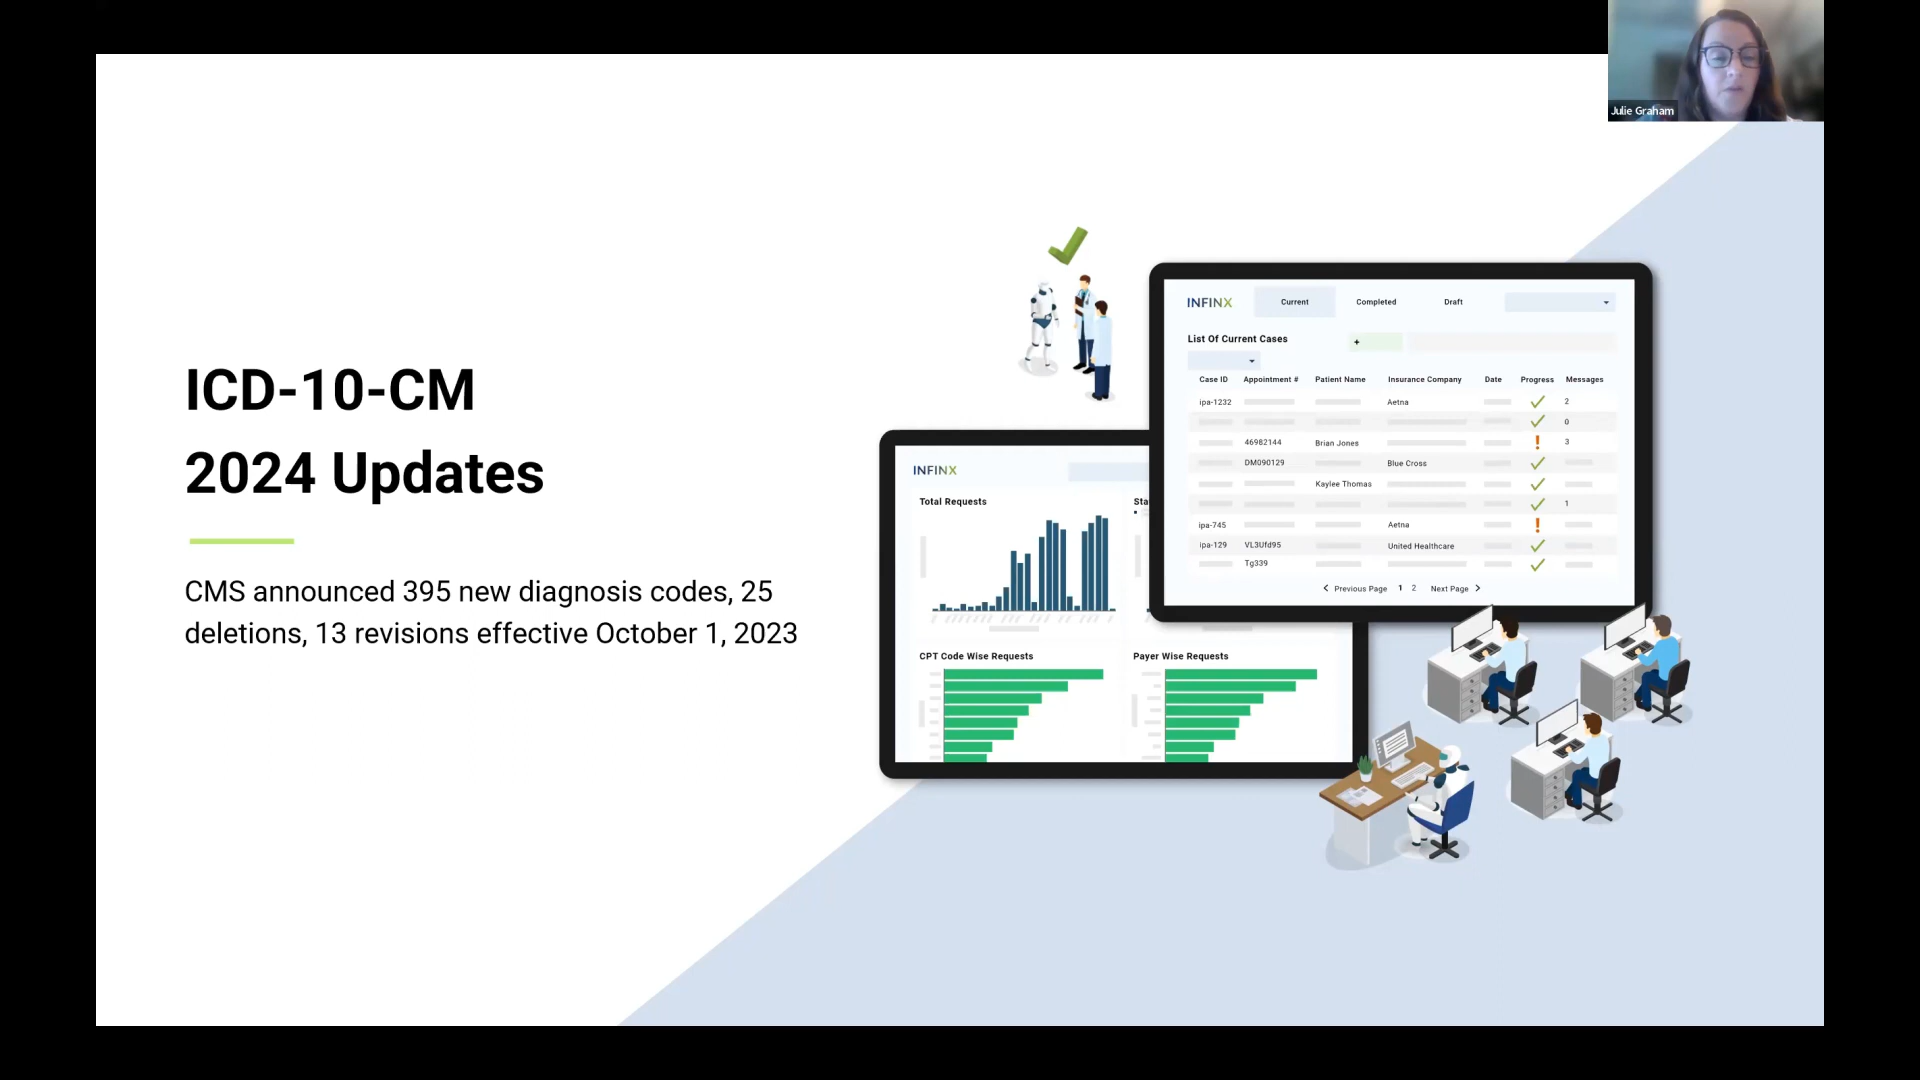 Julie Graham
ICD-10-CM
2024 Updates
CMS announced 395 new diagnosis codes, 25
deletions, 13 revisions effective October 1, 2023
INFINX
Current Completed Draft
List Of Current Cases
+
Case ID Appointment # Patient Name Insurance Company Date Progress Messages
ipa-1232 Aetna 2
0
46982144 Brian Jones 3
DM090129 Blue Cross
Kaylee Thomas
1
ipa-745 Aetna
ipa-129 VL3Ufd95 United Healthcare
Tg339
< Previous Page 1 2 Next Page >
INFINX
Total Requests
Sta
CPT Code Wise Requests
Payer Wise Requests